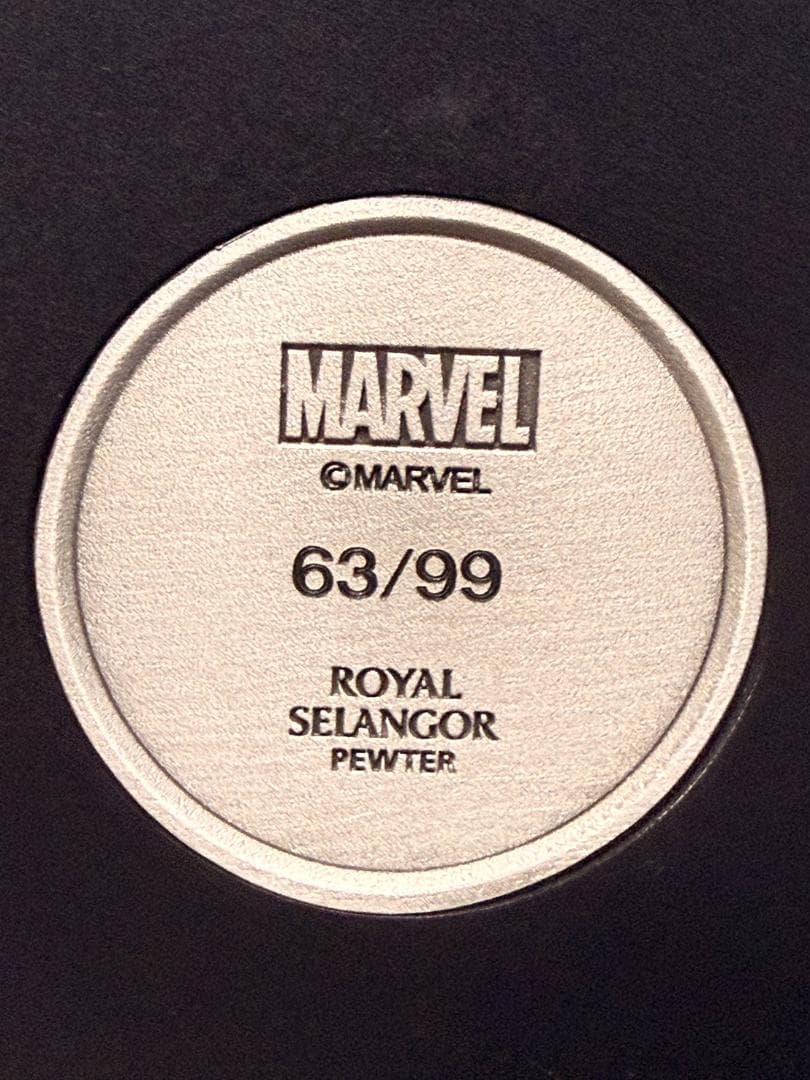 MARVEL
©MARVEL
63/99
ROYAL
SELANGOR
PEWTER